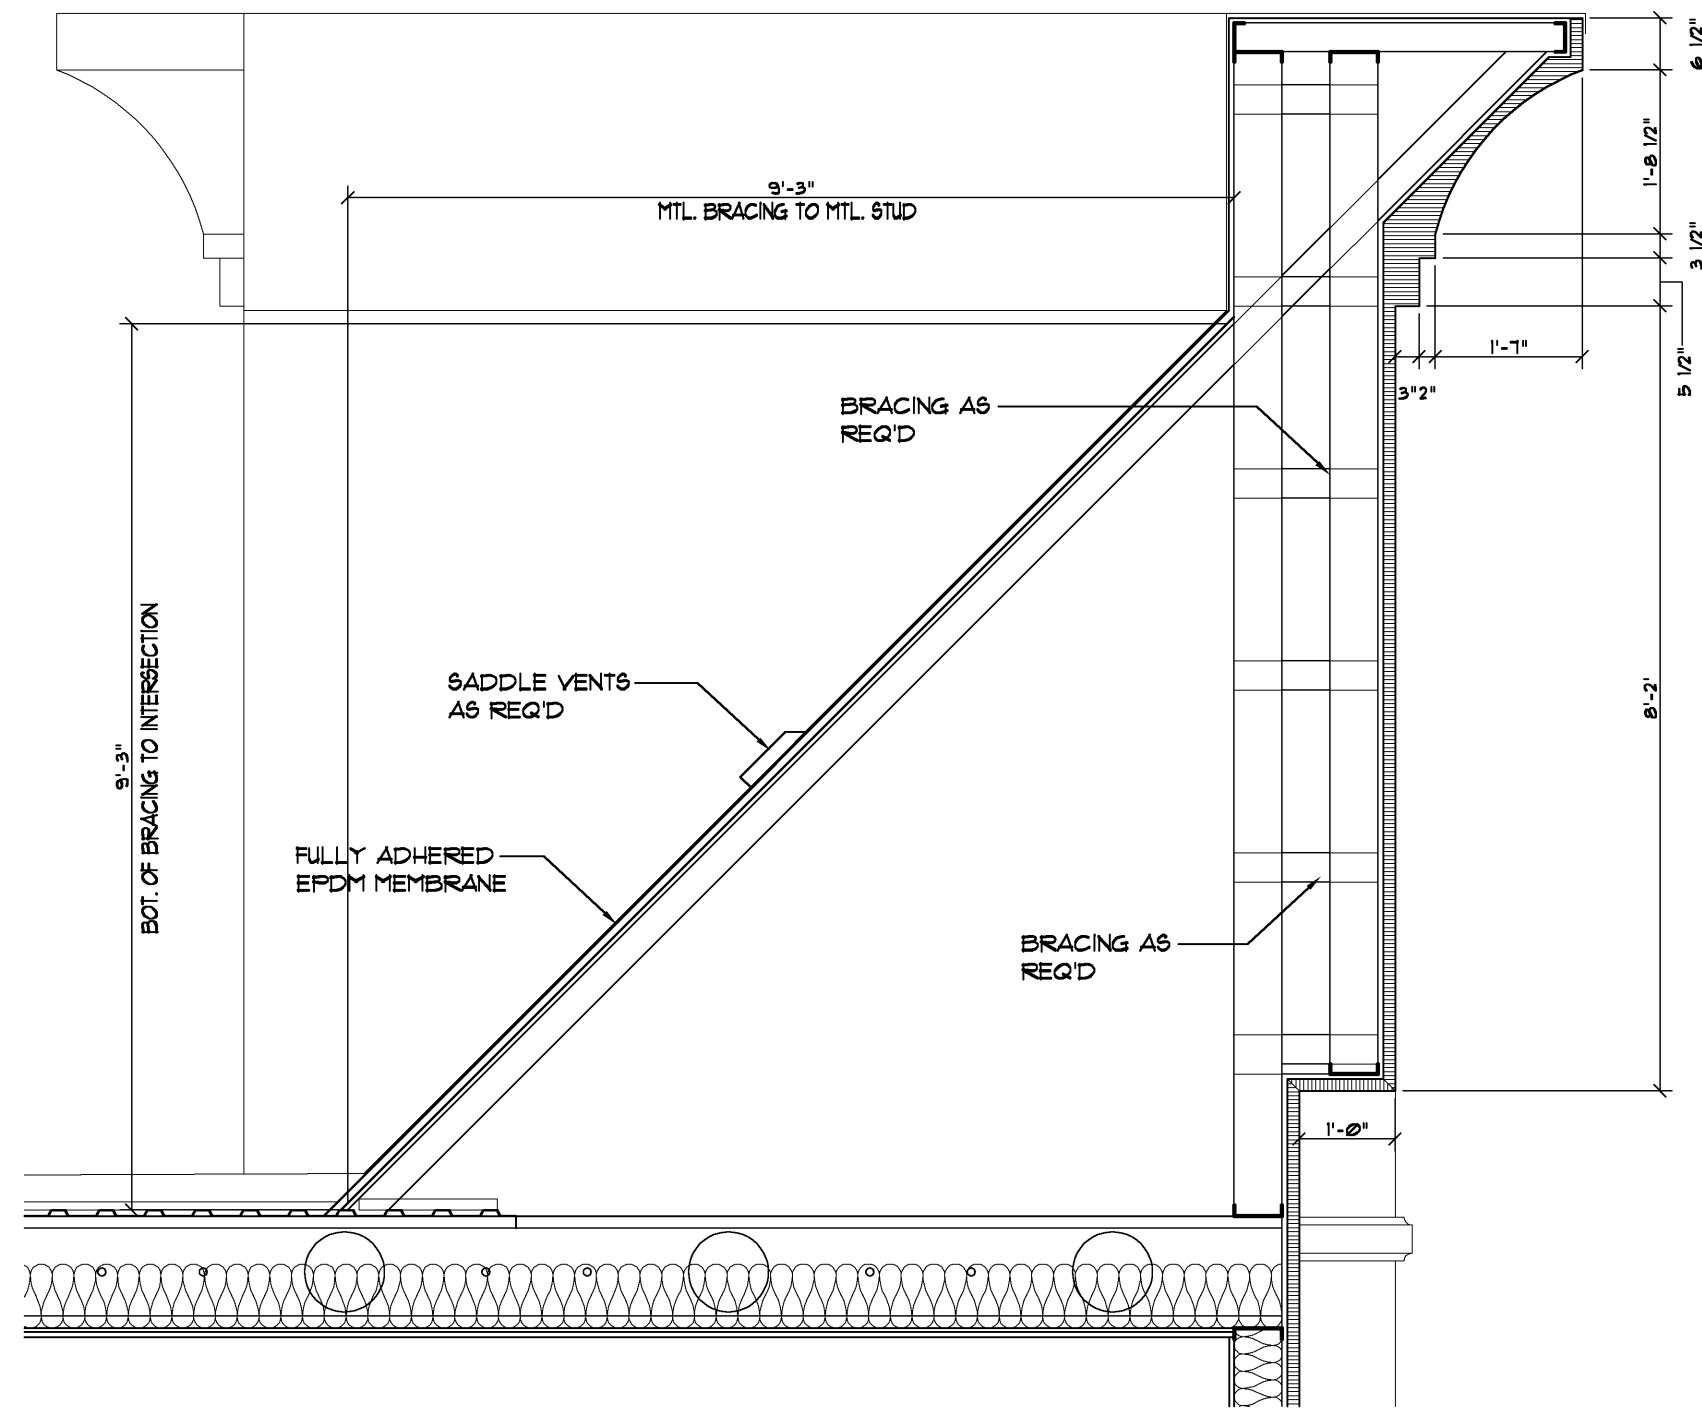 6 1/2"
1'-8 1/2"
9'-3"
MTL. BRACING TO MTL. STUD
3 1/2"
1'-7"
5 1/2"
3"2"
BRACING AS
REQ'D
SADDLE VENTS
AS REQ'D
8'-2'
9'-3"
BOT. OF BRACING TO INTERSECTION
FULLY ADHERED
EPDM MEMBRANE
BRACING AS
REQ'D
1'-0"